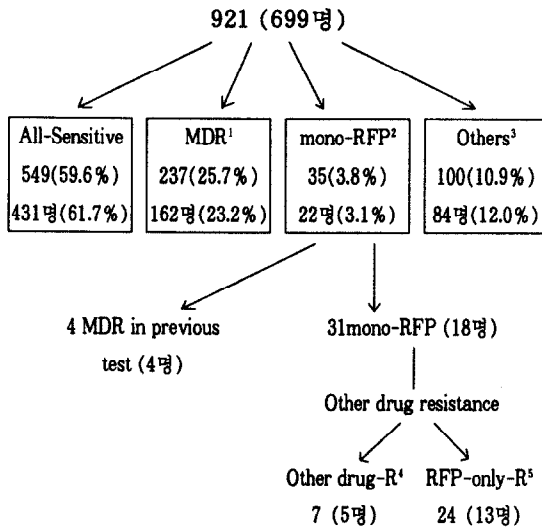 921 (699명)
All-Sensitive
549(59.6%)
431명(61.7%)
MDR¹
237(25.7%)
162명(23.2%)
mono-RFP²
35(3.8%)
22명(3.1%)
Others³
100(10.9%)
84명(12.0%)
4 MDR in previous
test (4명)
31mono-RFP (18명)
Other drug resistance
Other drug-R⁴
7 (5명)
RFP-only-R⁵
24 (13명)